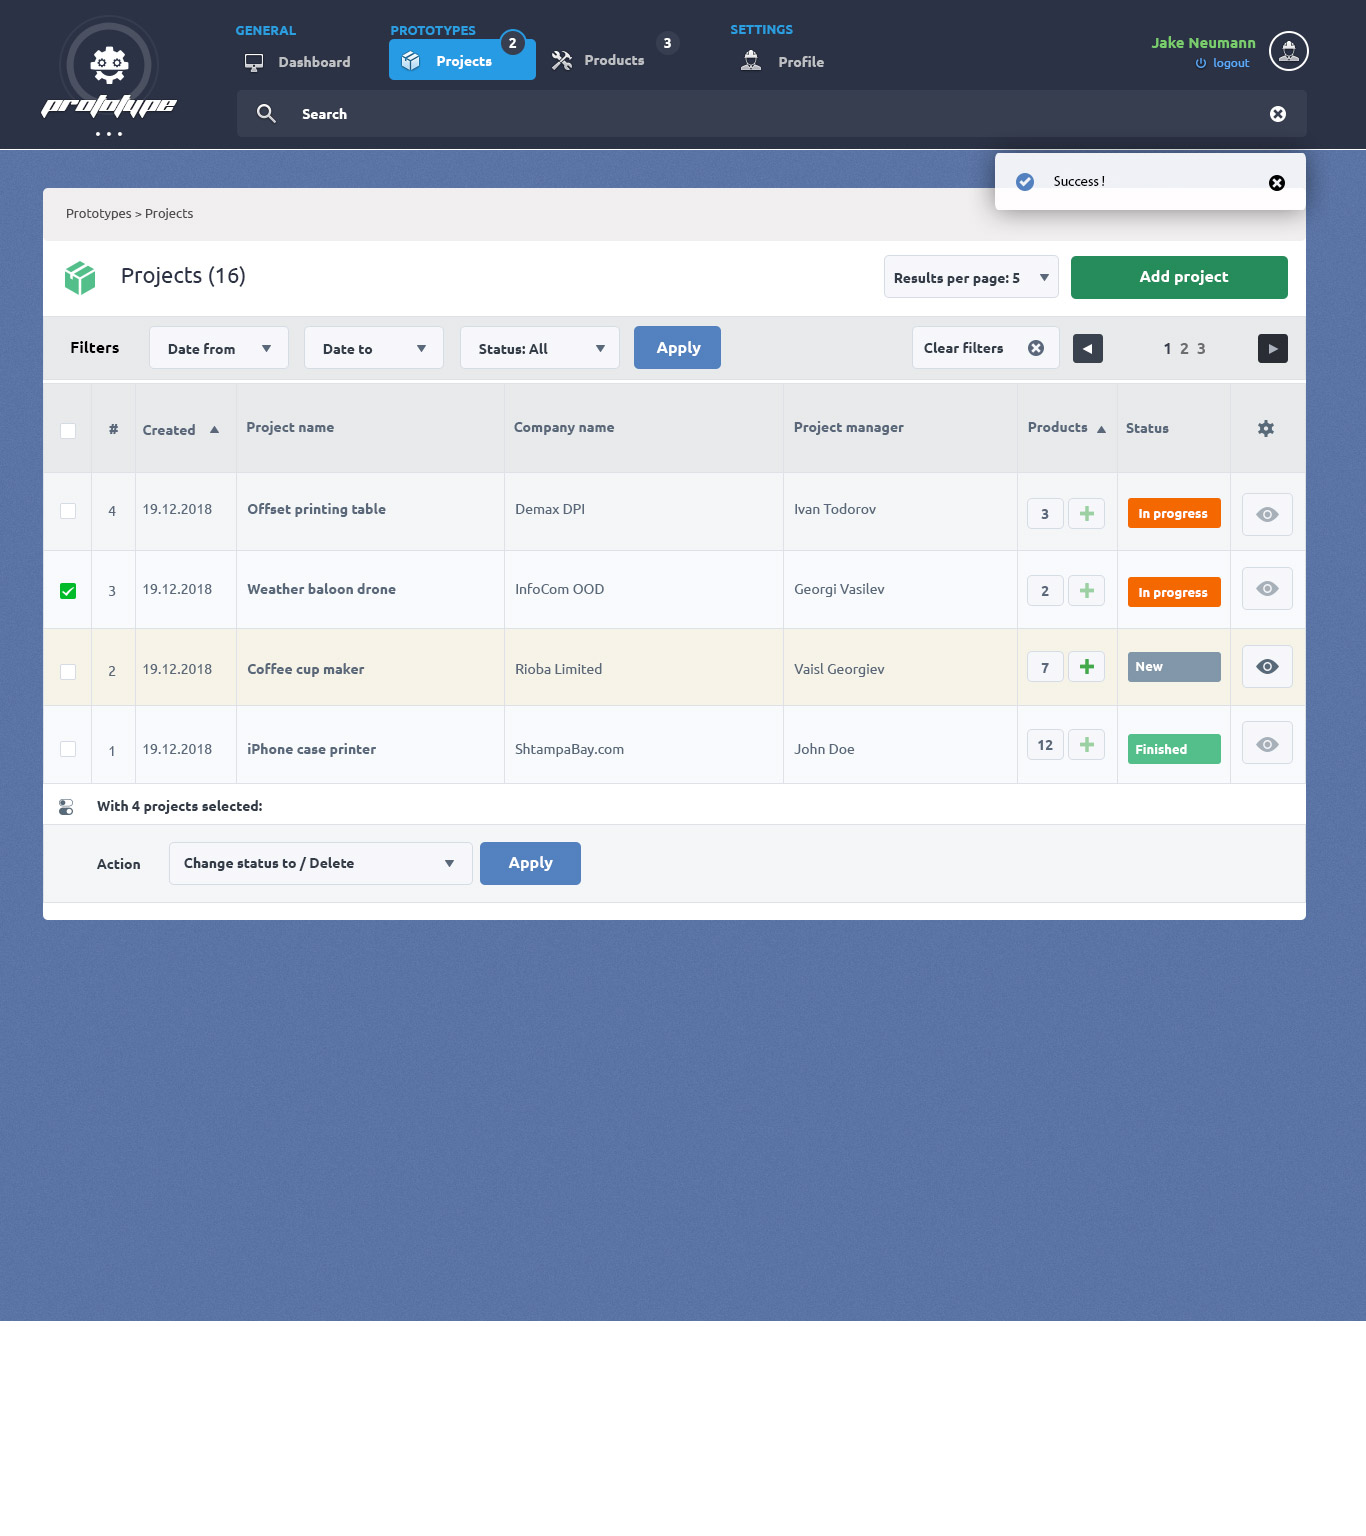 GENERAL
PROTOTYPES
SETTINGS
Dashboard
Projects
2
Products
3
Profile
Jake Neumann
logout
prototype
Search
Success !
Prototypes > Projects
Projects (16)
Results per page: 5
Add project
Filters
Date from
Date to
Status: All
Apply
Clear filters
1 2 3
# Created Project name Company name Project manager Products Status
4 19.12.2018 Offset printing table Demax DPI Ivan Todorov 3 In progress
3 19.12.2018 Weather baloon drone InfoCom OOD Georgi Vasilev 2 In progress
2 19.12.2018 Coffee cup maker Rioba Limited Vaisl Georgiev 7 New
1 19.12.2018 iPhone case printer ShtampaBay.com John Doe 12 Finished
With 4 projects selected:
Action
Change status to / Delete
Apply